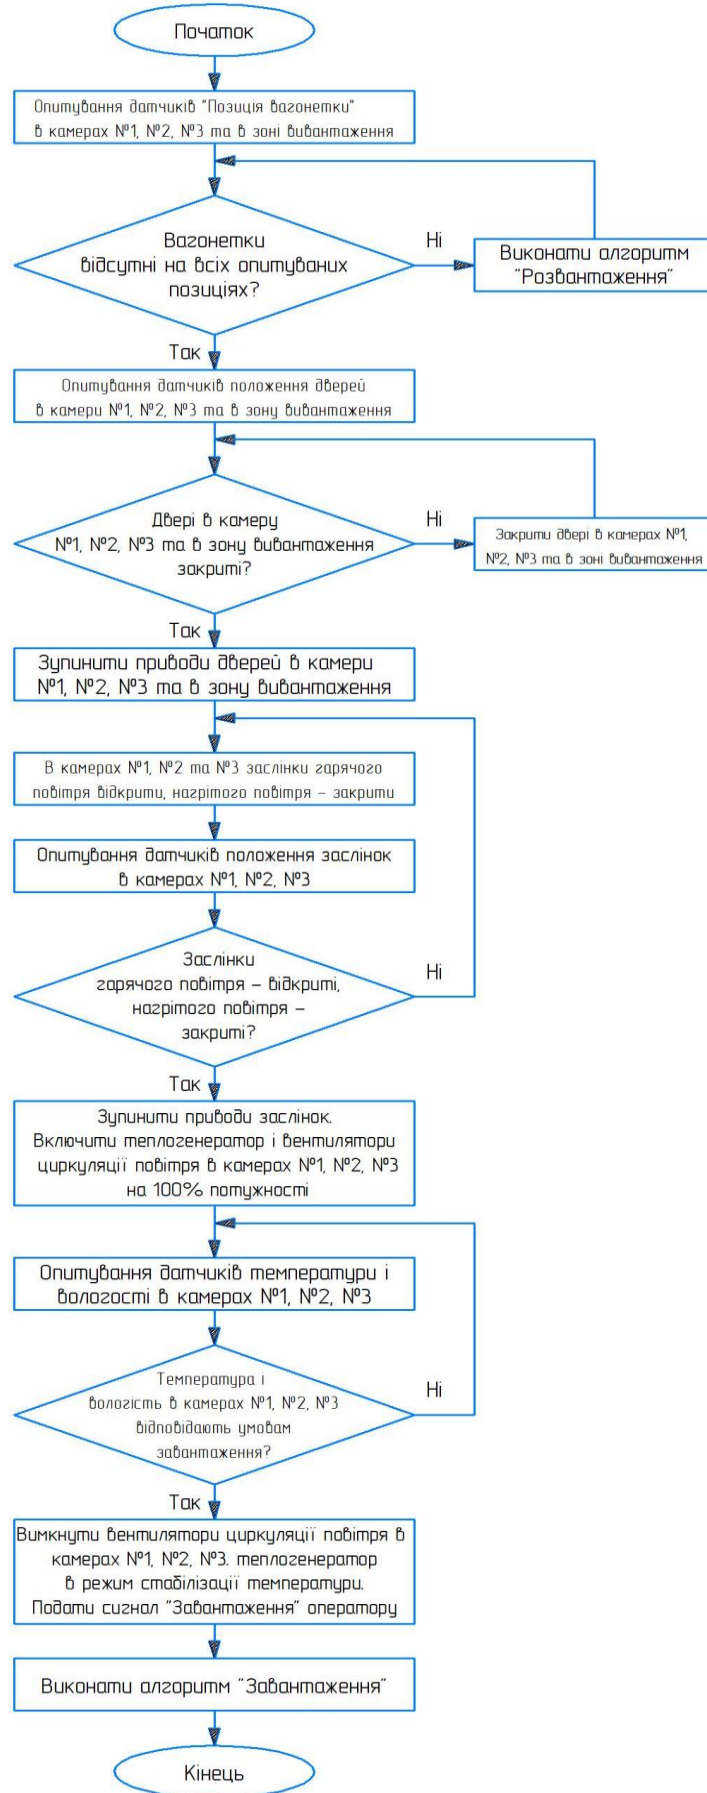 Початок
Опитування датчиків "Позиція вагонетки"
в камерах №1, №2, №3 та в зоні вивантаження
Вагонетки
відсутні на всіх опитуваних
позиціях?
Ні
Виконати алгоритм
"Розвантаження"
Так
Опитування датчиків положення дверей
в камери №1, №2, №3 та в зону вивантаження
Двері в камеру
№1, №2, №3 та в зону вивантаження
закриті?
Ні
Закрити двері в камерах №1,
№2, №3 та в зоні вивантаження
Так
Зупинити приводи дверей в камери
№1, №2, №3 та в зону вивантаження
В камерах №1, №2 та №3 заслінки гарячого
повітря відкрити, нагрітого повітря – закрити
Опитування датчиків положення заслінок
в камерах №1, №2, №3
Заслінки
гарячого повітря – відкриті,
нагрітого повітря –
закриті?
Ні
Так
Зупинити приводи заслінок.
Включити теплогенератор і вентилятори
циркуляції повітря в камерах №1, №2, №3
на 100% потужності
Опитування датчиків температури і
вологості в камерах №1, №2, №3
Температура і
вологість в камерах №1, №2, №3
відповідають умовам
завантаження?
Ні
Так
Вимкнути вентилятори циркуляції повітря в
камерах №1, №2, №3. теплогенератор
в режим стабілізації температури.
Подати сигнал "Завантаження" оператору
Виконати алгоритм "Завантаження"
Кінець